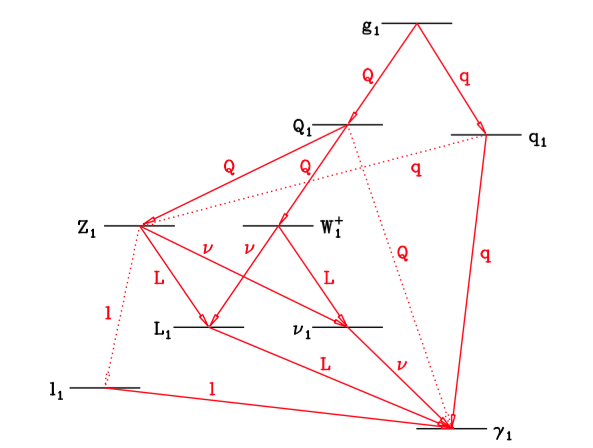 g₁
Q q
Q₁ q₁
Q Q q
Z₁ W₁⁺
ν ν Q q
l L L
L₁ ν₁
L ν
l₁ l
γ₁